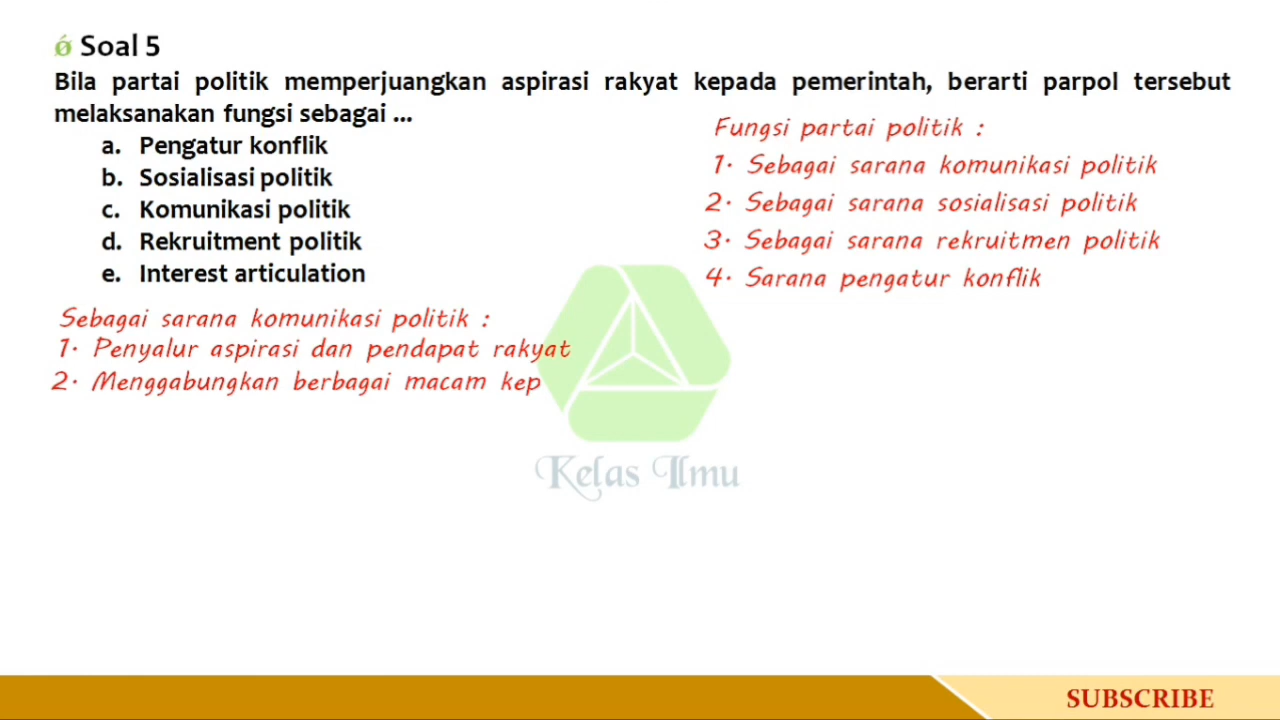 Soal 5
Bila partai politik memperjuangkan aspirasi rakyat kepada pemerintah, berarti parpol tersebut
melaksanakan fungsi sebagai ...
a. Pengatur konflik
b. Sosialisasi politik
c. Komunikasi politik
d. Rekruitment politik
e. Interest articulation
Fungsi partai politik :
1. Sebagai sarana komunikasi politik
2. Sebagai sarana sosialisasi politik
3. Sebagai sarana rekruitmen politik
4. Sarana pengatur konflik
Sebagai sarana komunikasi politik :
1. Penyalur aspirasi dan pendapat rakyat
2. Menggabungkan berbagai macam kep
Kelas Ilmu
SUBSCRIBE